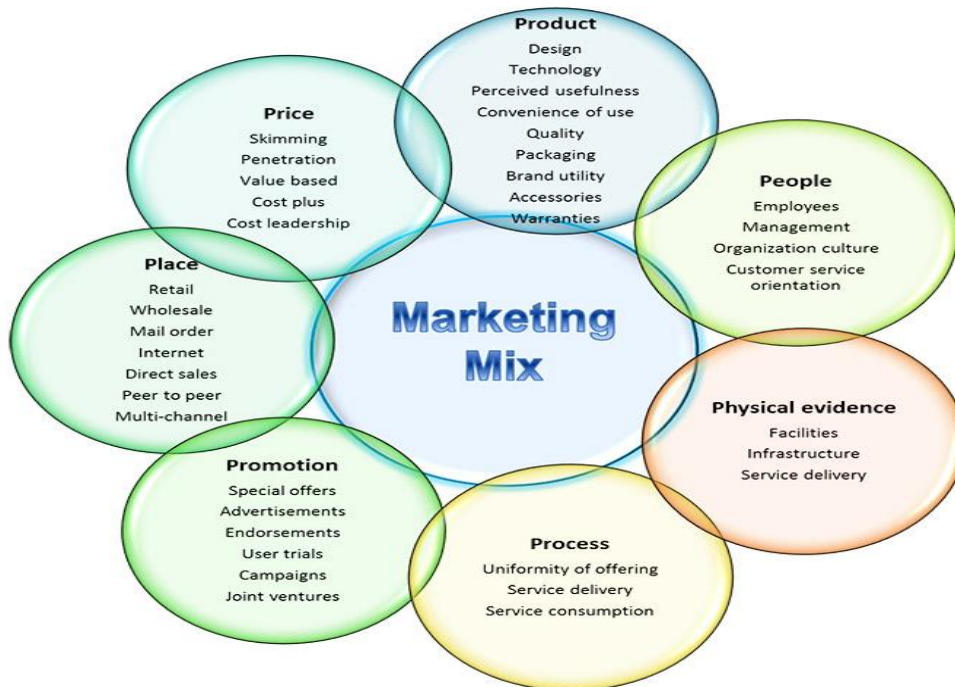 Product
Design
Technology
Perceived usefulness
Convenience of use
Quality
Packaging
Brand utility
Accessories
Warranties
Price
Skimming
Penetration
Value based
Cost plus
Cost leadership
People
Employees
Management
Organization culture
Customer service
orientation
Place
Retail
Wholesale
Mail order
Internet
Direct sales
Peer to peer
Multi-channel
Marketing
Mix
Physical evidence
Facilities
Infrastructure
Service delivery
Promotion
Special offers
Advertisements
Endorsements
User trials
Campaigns
Joint ventures
Process
Uniformity of offering
Service delivery
Service consumption